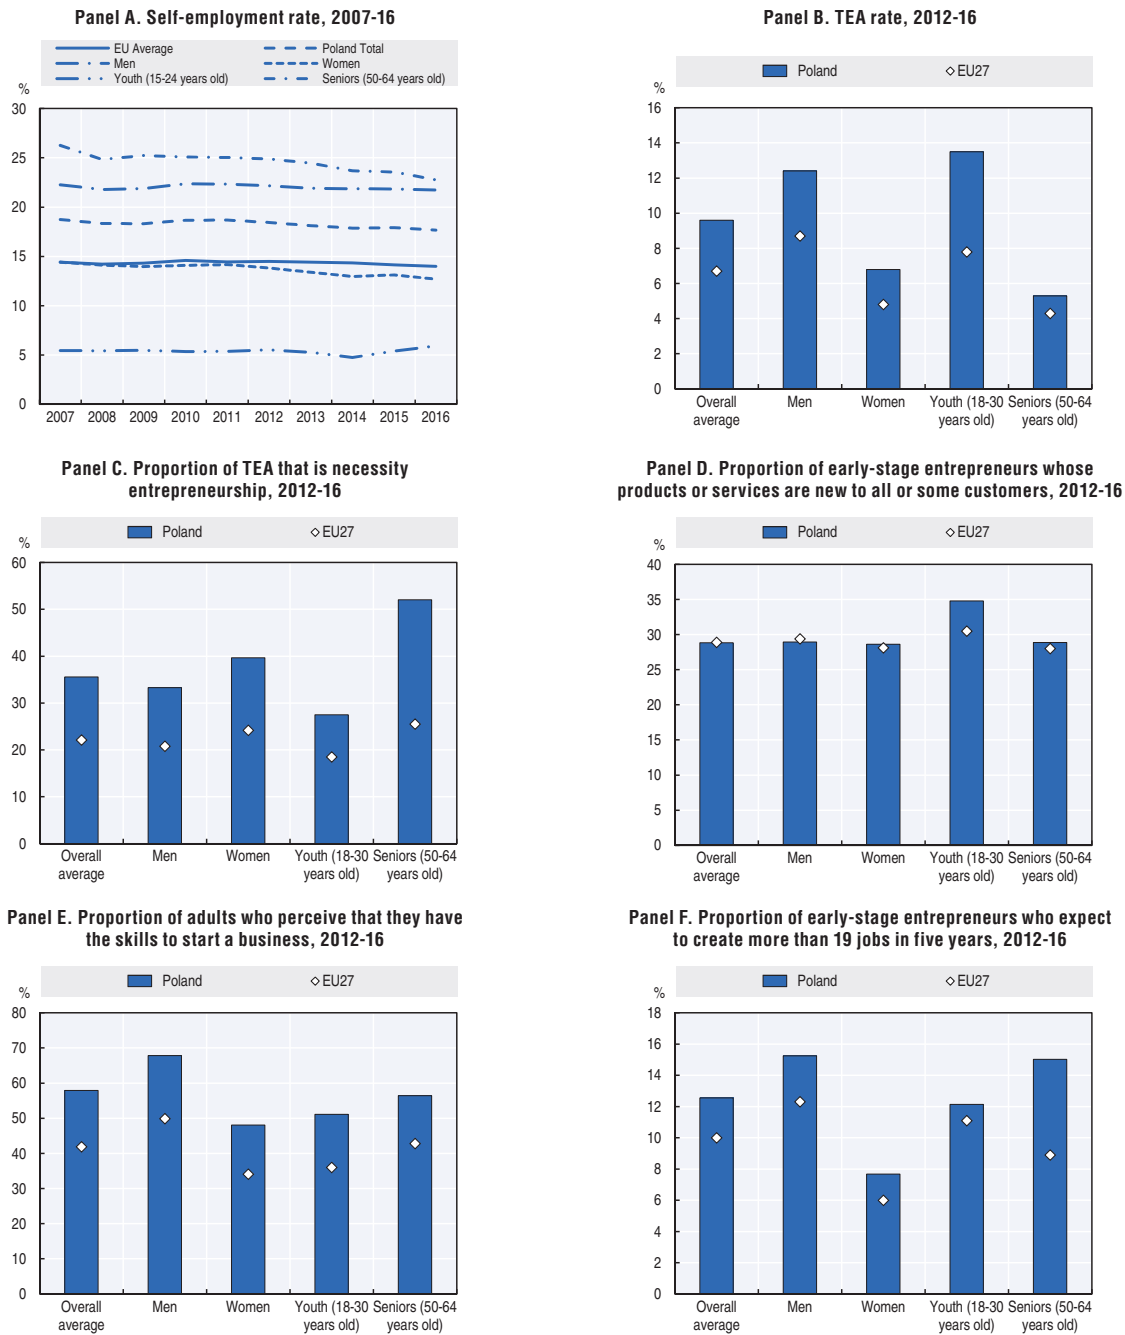 Panel A. Self-employment rate, 2007-16
EU Average
Poland Total
Men
Women
Youth (15-24 years old)
Seniors (50-64 years old)
%
30
25
20
15
10
5
0
2007 2008 2009 2010 2011 2012 2013 2014 2015 2016
Panel B. TEA rate, 2012-16
Poland
EU27
%
16
14
12
10
8
6
4
2
0
Overall average
Men
Women
Youth (18-30 years old)
Seniors (50-64 years old)
Panel C. Proportion of TEA that is necessity
entrepreneurship, 2012-16
Poland
EU27
%
60
50
40
30
20
10
0
Overall average
Men
Women
Youth (18-30 years old)
Seniors (50-64 years old)
Panel D. Proportion of early-stage entrepreneurs whose
products or services are new to all or some customers, 2012-16
Poland
EU27
%
40
35
30
25
20
15
10
5
0
Overall average
Men
Women
Youth (18-30 years old)
Seniors (50-64 years old)
Panel E. Proportion of adults who perceive that they have
the skills to start a business, 2012-16
Poland
EU27
%
80
70
60
50
40
30
20
10
0
Overall average
Men
Women
Youth (18-30 years old)
Seniors (50-64 years old)
Panel F. Proportion of early-stage entrepreneurs who expect
to create more than 19 jobs in five years, 2012-16
Poland
EU27
%
18
16
14
12
10
8
6
4
2
0
Overall average
Men
Women
Youth (18-30 years old)
Seniors (50-64 years old)